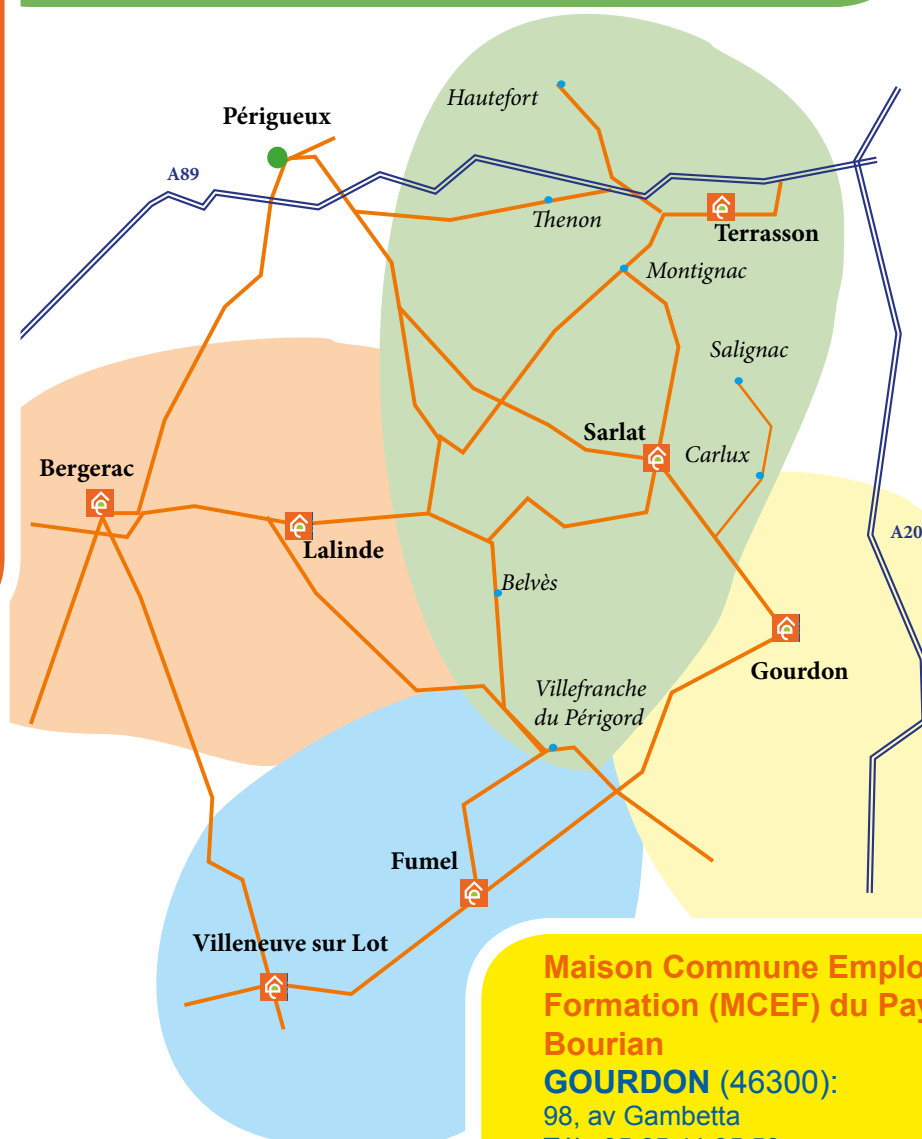 Hautefort
Périgueux
A89
Thenon
Terrasson
Montignac
Salignac
Sarlat
Carlux
Bergerac
A20
Lalinde
Belvès
Gourdon
Villefranche
du Périgord
Fumel
Villeneuve sur Lot
Maison Commune Emplo
Formation (MCEF) du Pay
Bourian
GOURDON (46300):
98, av Gambetta